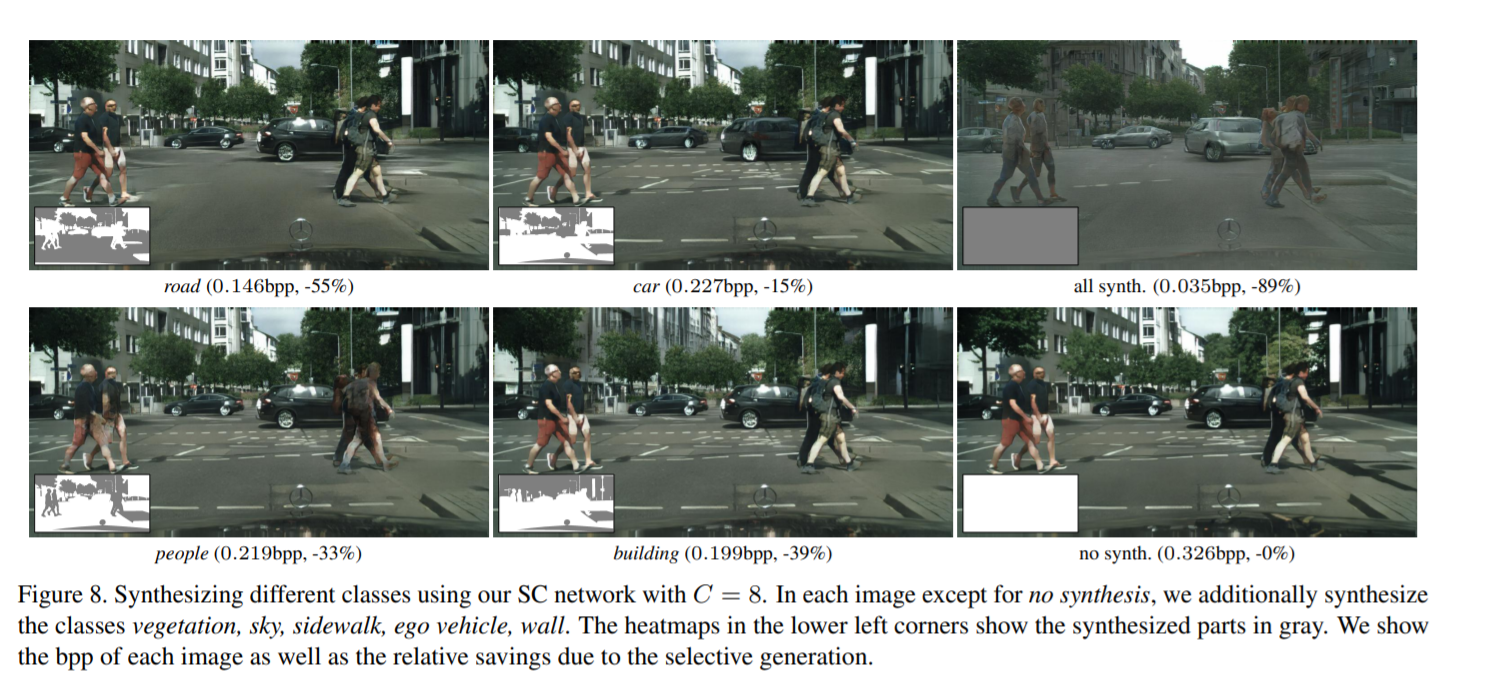 road (0.146bpp, -55%)
car (0.227bpp, -15%)
all synth. (0.035bpp, -89%)
people (0.219bpp, -33%)
building (0.199bpp, -39%)
no synth. (0.326bpp, -0%)
Figure 8. Synthesizing different classes using our SC network with C = 8. In each image except for no synthesis, we additionally synthesize
the classes vegetation, sky, sidewalk, ego vehicle, wall. The heatmaps in the lower left corners show the synthesized parts in gray. We show
the bpp of each image as well as the relative savings due to the selective generation.